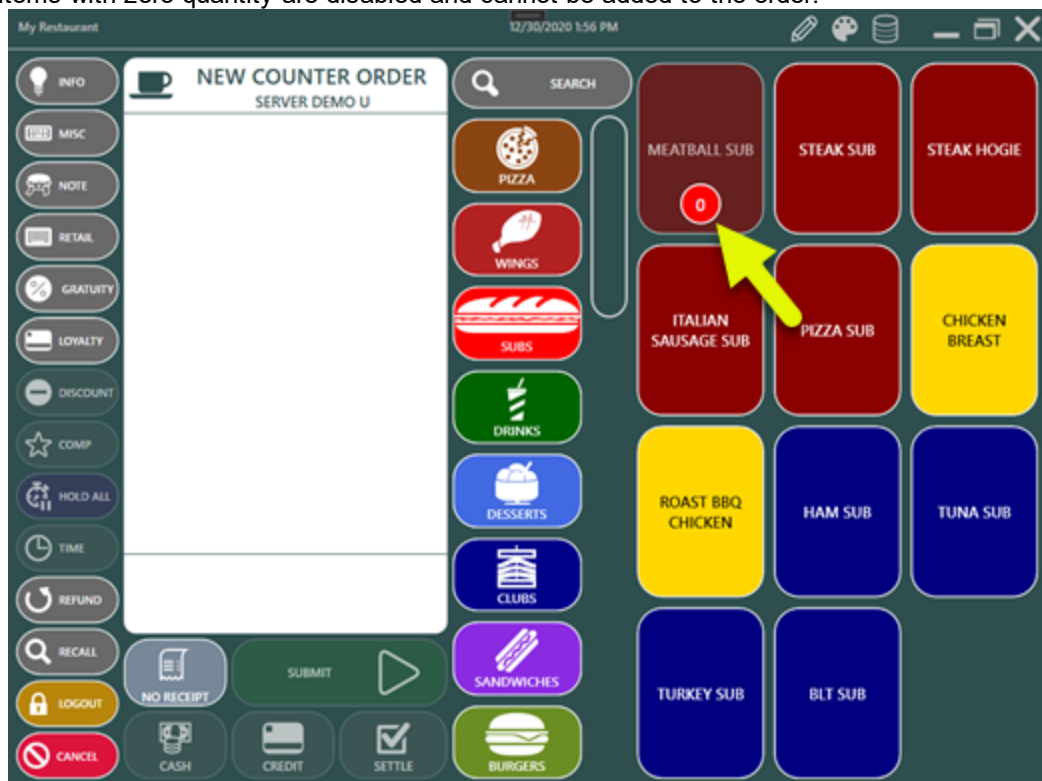 items with zero quantity are disabled and cannot be added to the order.
My Restaurant
12/30/2020 1:56 PM
INFO
MISC
NOTE
RETAIL
GRATUITY
LOYALTY
DISCOUNT
COMP
HOLD ALL
TIME
REFUND
RECALL
LOGOUT
CANCEL
NEW COUNTER ORDER
SERVER DEMO U
NO RECEIPT
SUBMIT
CASH
CREDIT
SETTLE
SEARCH
PIZZA
WINGS
SUBS
DRINKS
DESSERTS
CLUBS
SANDWICHES
BURGERS
MEATBALL SUB
0
STEAK SUB
STEAK HOGIE
ITALIAN
SAUSAGE SUB
PIZZA SUB
CHICKEN
BREAST
ROAST BBQ
CHICKEN
HAM SUB
TUNA SUB
TURKEY SUB
BLT SUB